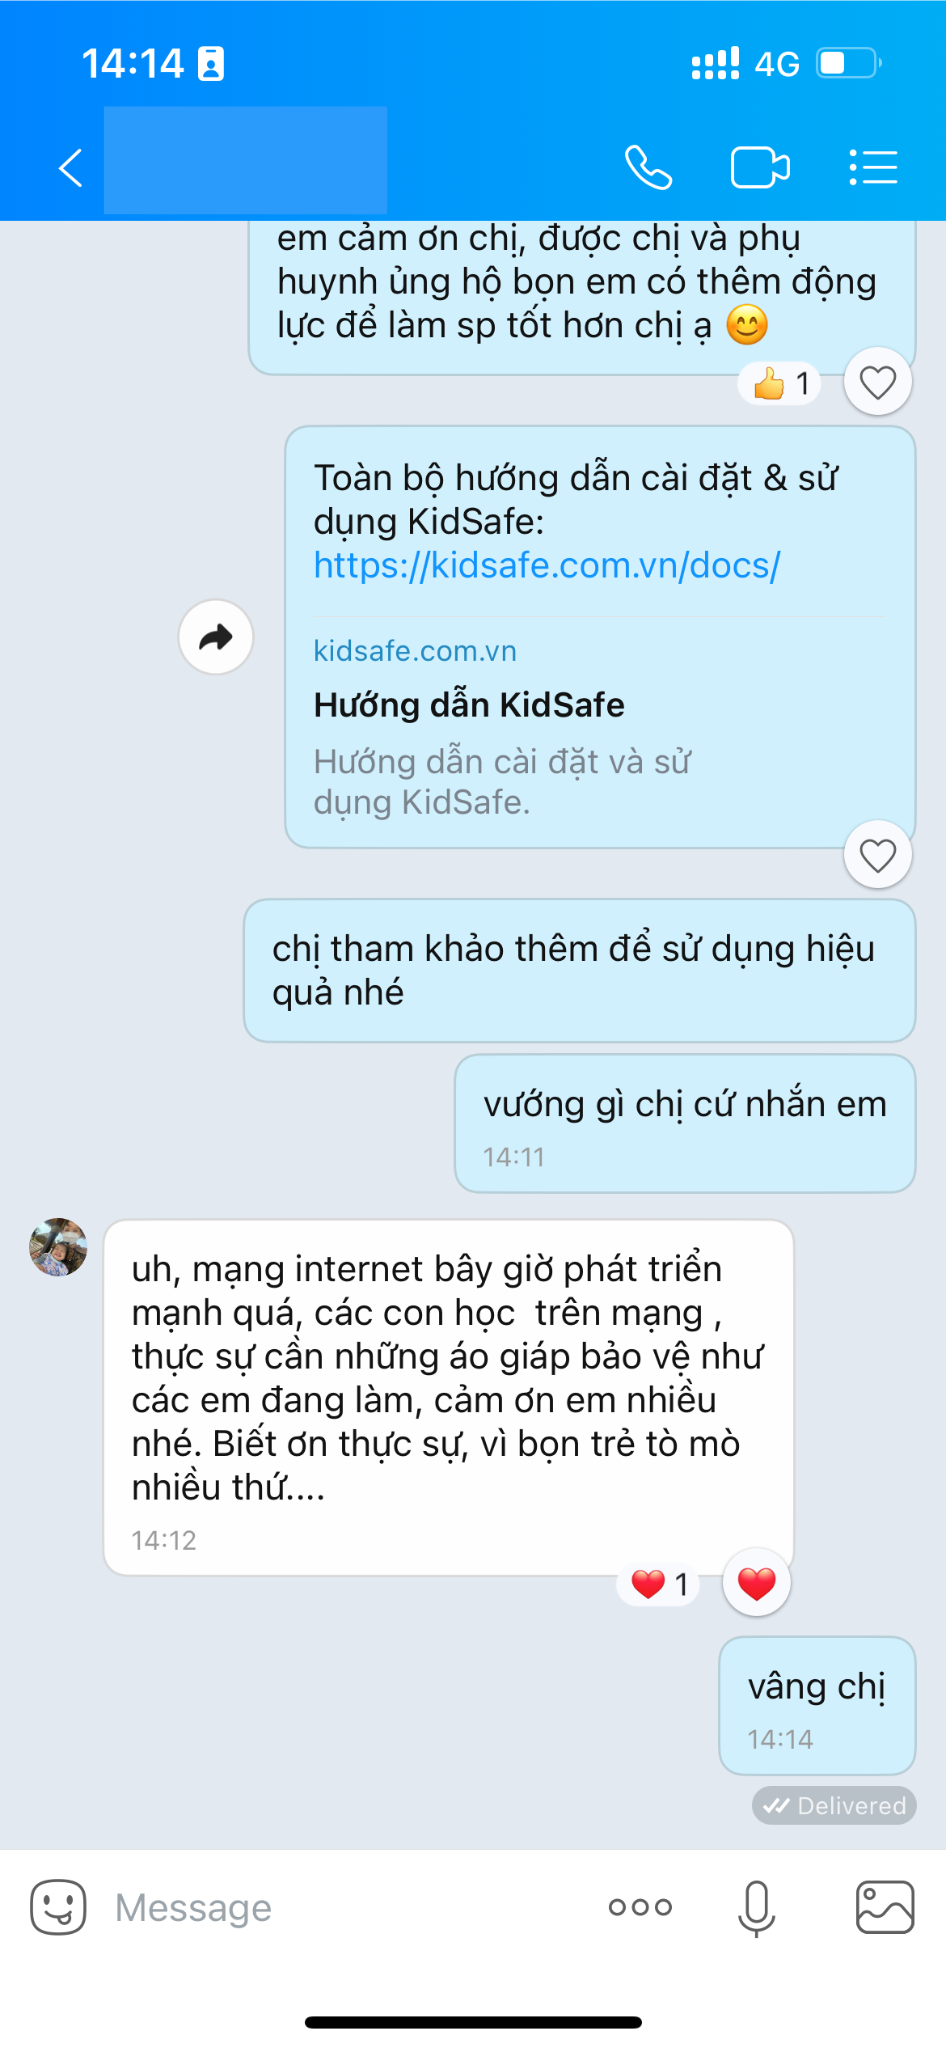 14:14
4G
em cảm ơn chị, được chị và phụ
huynh ủng hộ bọn em có thêm động
lực để làm sp tốt hơn chị ạ 😊
👍 1
Toàn bộ hướng dẫn cài đặt & sử
dụng KidSafe:
https://kidsafe.com.vn/docs/
kidsafe.com.vn
Hướng dẫn KidSafe
Hướng dẫn cài đặt và sử
dụng KidSafe.
chị tham khảo thêm để sử dụng hiệu
quả nhé
vướng gì chị cứ nhắn em
14:11
uh, mạng internet bây giờ phát triển
mạnh quá, các con học  trên mạng ,
thực sự cần những áo giáp bảo vệ như
các em đang làm, cảm ơn em nhiều
nhé. Biết ơn thực sự, vì bọn trẻ tò mò
nhiều thứ....
14:12
❤️ 1
vâng chị
14:14
Delivered
Message